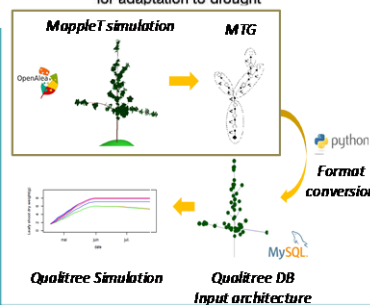 for adaptation to drought
MappleT simulation
MTG
OpenAlea
python
Format
conversion
MySQL
Qualitree Simulation
Qualitree DB
Input architecture